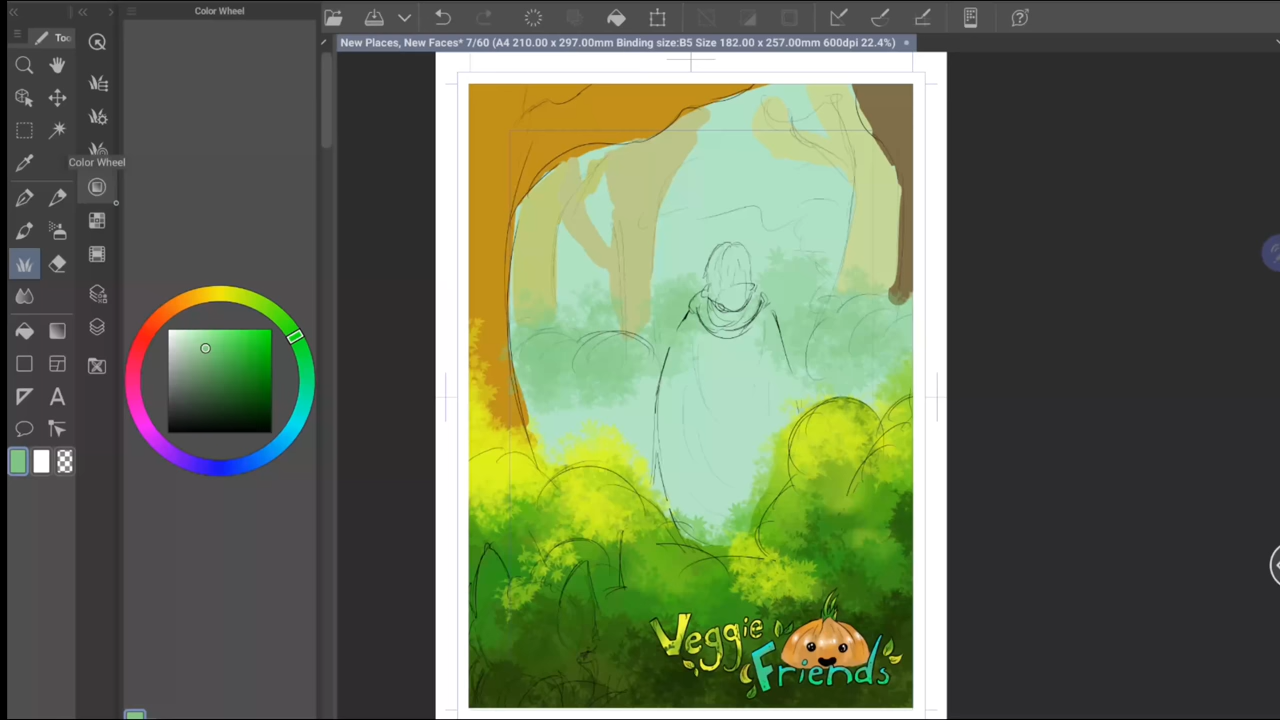 Color Wheel
Too
New Places, New Faces* 7/60 (A4 210.00 x 297.00mm Binding size:B5 Size 182.00 x 257.00mm 600dpi 22.4%)
Color Wheel
Veggie
Friends